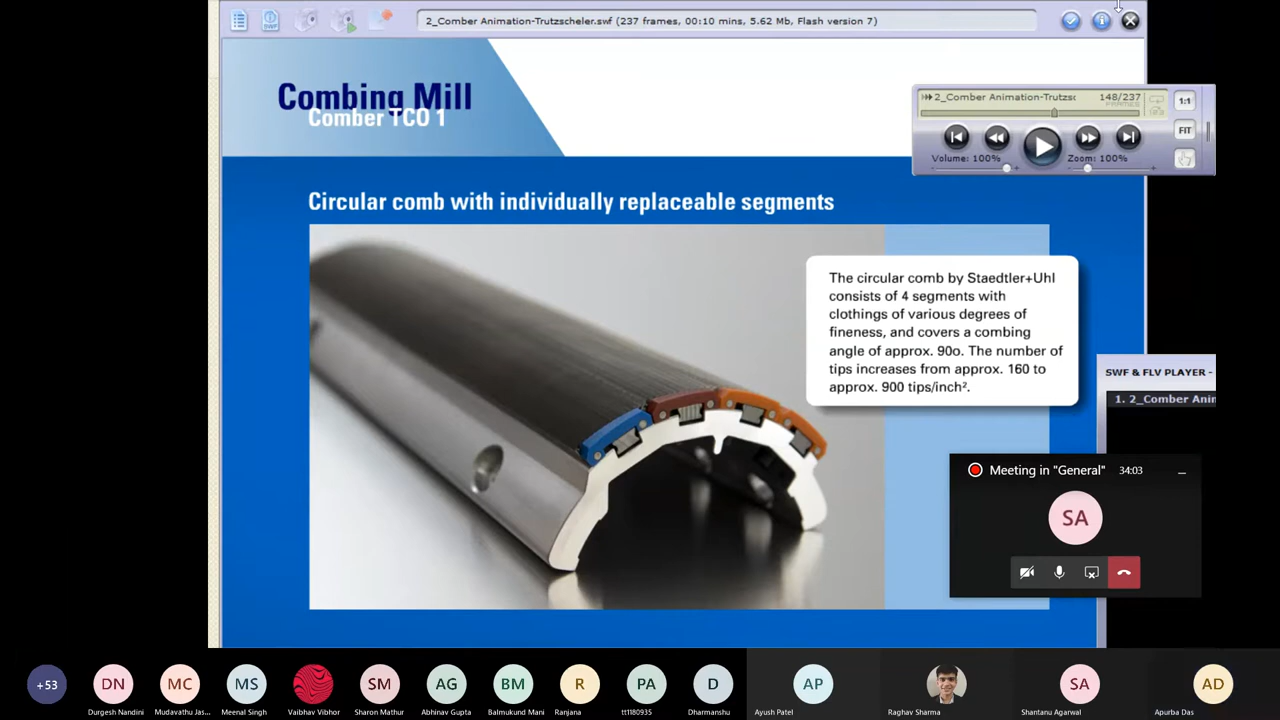 2_Comber Animation-Trutzscheler.swf (237 frames, 00:10 mins, 5.62 Mb, Flash version 7)
Combing Mill
Comber TCO 1
2_Comber Animation-Trutzsc
148/237
FRAMES
1:1
FIT
Volume: 100%
Zoom: 100%
Circular comb with individually replaceable segments
The circular comb by Staedtler+Uhl
consists of 4 segments with
clothings of various degrees of
fineness, and covers a combing
angle of approx. 90o. The number of
tips increases from approx. 160 to
approx. 900 tips/inch².
SWF & FLV PLAYER -
1. 2_Comber Anin
Meeting in "General"
34:03
SA
+53
DN
MC
MS
SM
AG
BM
R
PA
D
AP
SA
AD
Durgesh Nandini
Mudavathu Jas...
Meenal Singh
Vaibhav Vibhor
Sharon Mathur
Abhinav Gupta
Balmukund Mani
Ranjana
tt1180935
Dharmanshu
Ayush Patel
Raghav Sharma
Shantanu Agarwal
Apurba Das